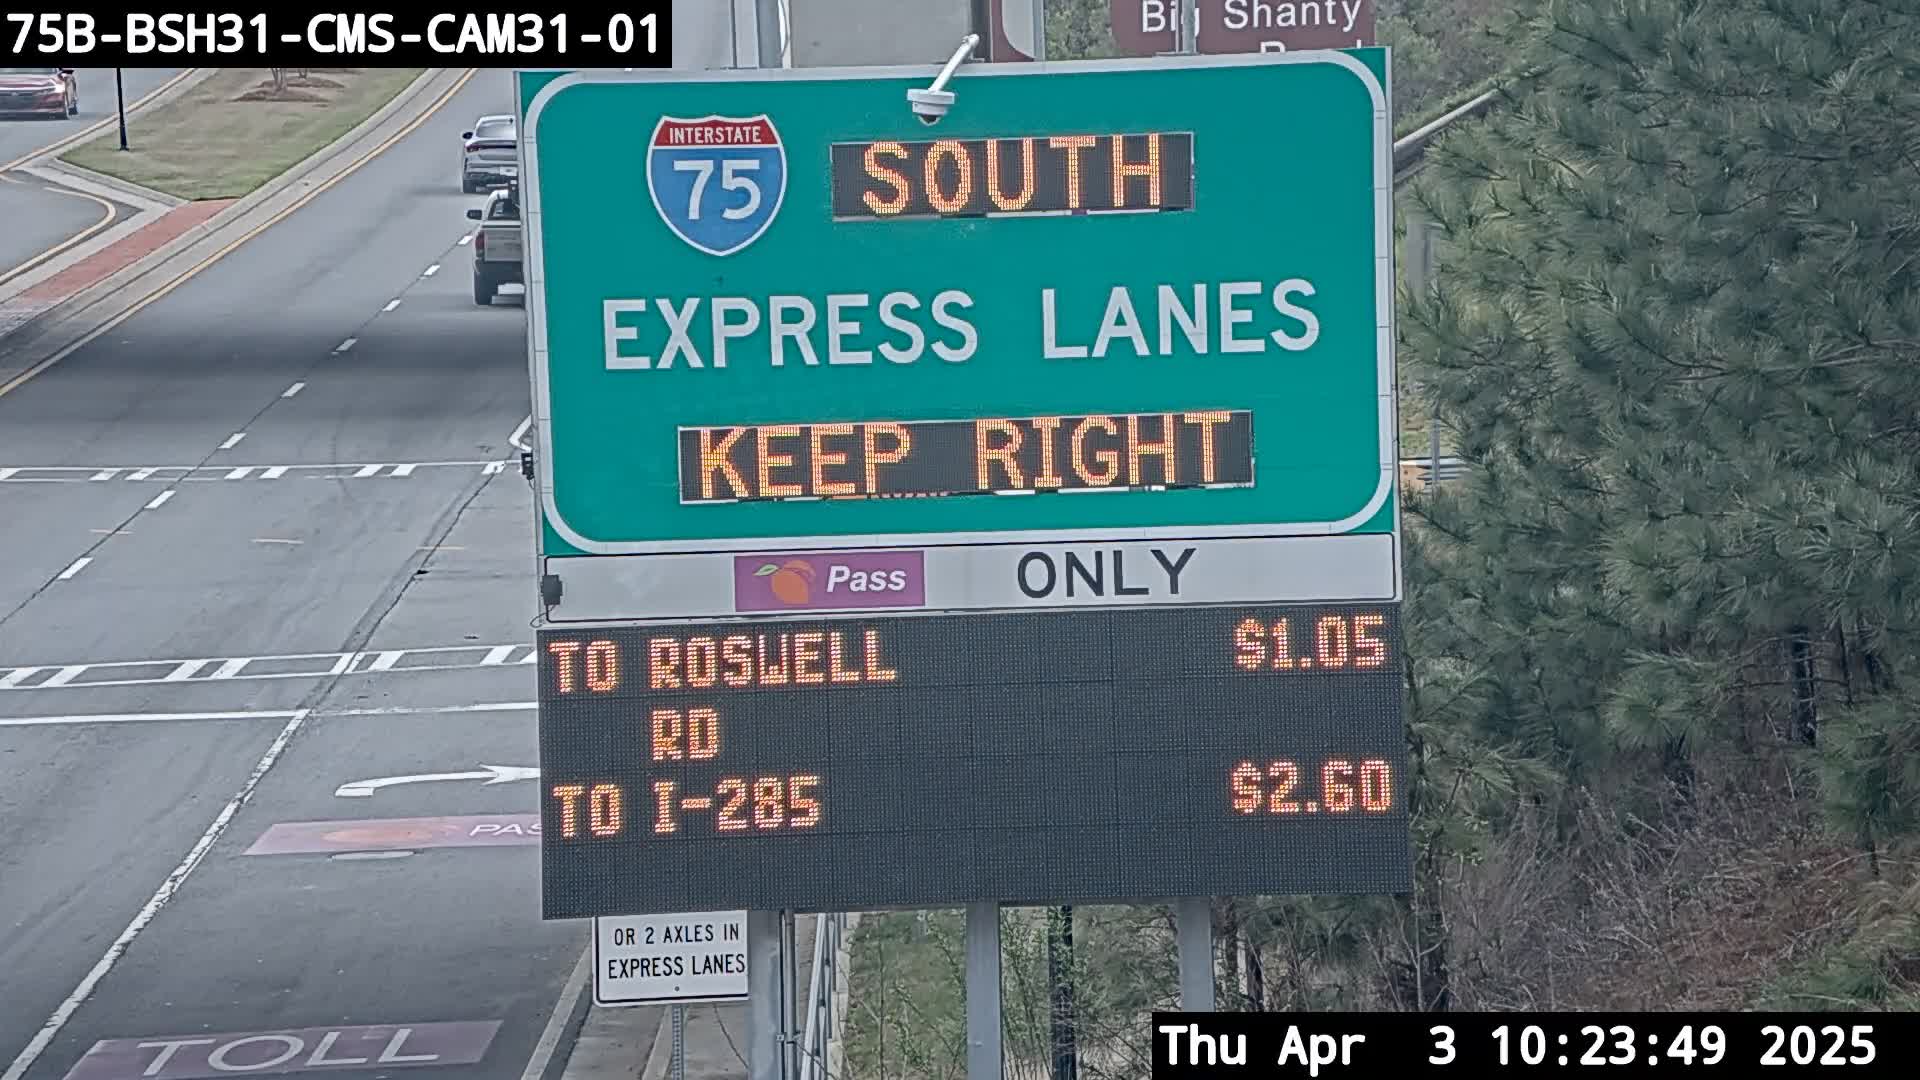 75B-BSH31-CMS-CAM31-01
Big Shanty
INTERSTATE
75
SOUTH
EXPRESS LANES
KEEP RIGHT
Pass ONLY
TO ROSWELL $1.05
RD
TO I-285 $2.60
PAS
OR 2 AXLES IN
EXPRESS LANES
TOLL
Thu Apr 3 10:23:49 2025